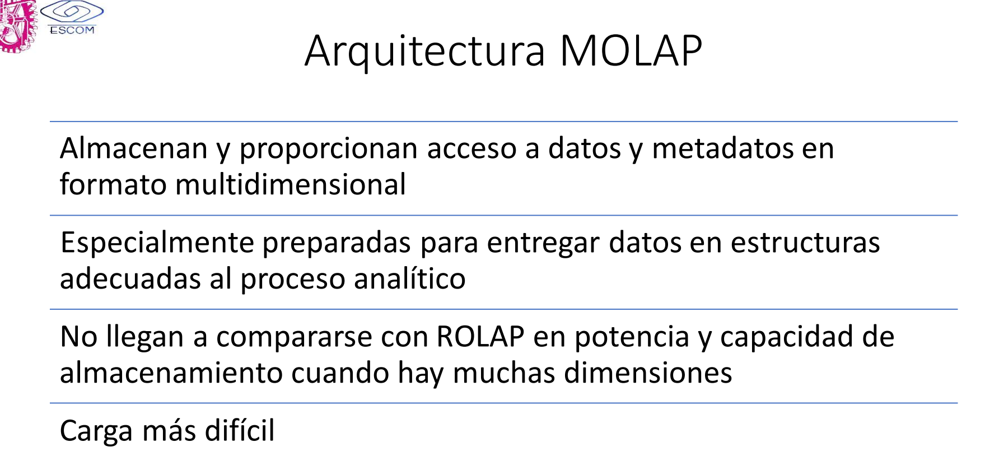 ESCOM
Arquitectura MOLAP
Almacenan y proporcionan acceso a datos y metadatos en
formato multidimensional
Especialmente preparadas para entregar datos en estructuras
adecuadas al proceso analítico
No llegan a compararse con ROLAP en potencia y capacidad de
almacenamiento cuando hay muchas dimensiones
Carga más difícil